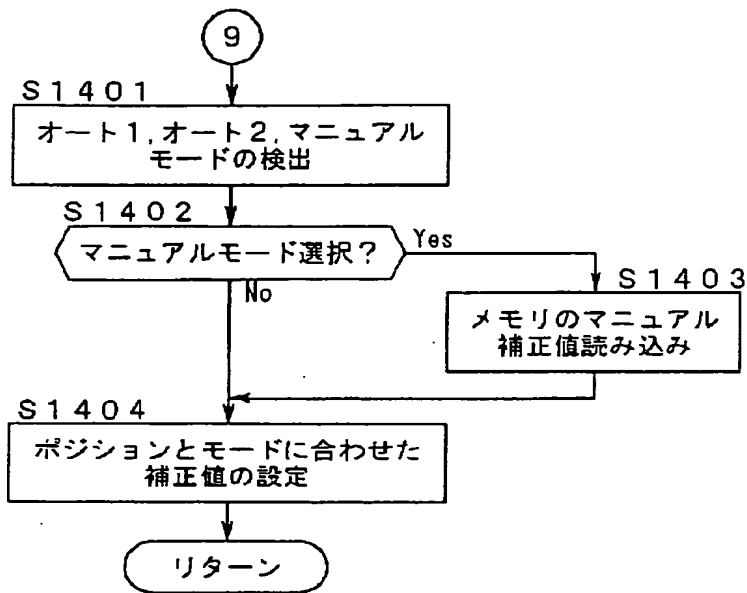 9
S1401
オート1,オート2,マニュアル
モードの検出
S1402
マニュアルモード選択?
Yes
No
S1403
メモリのマニュアル
補正値読み込み
S1404
ポジションとモードに合わせた
補正値の設定
リターン